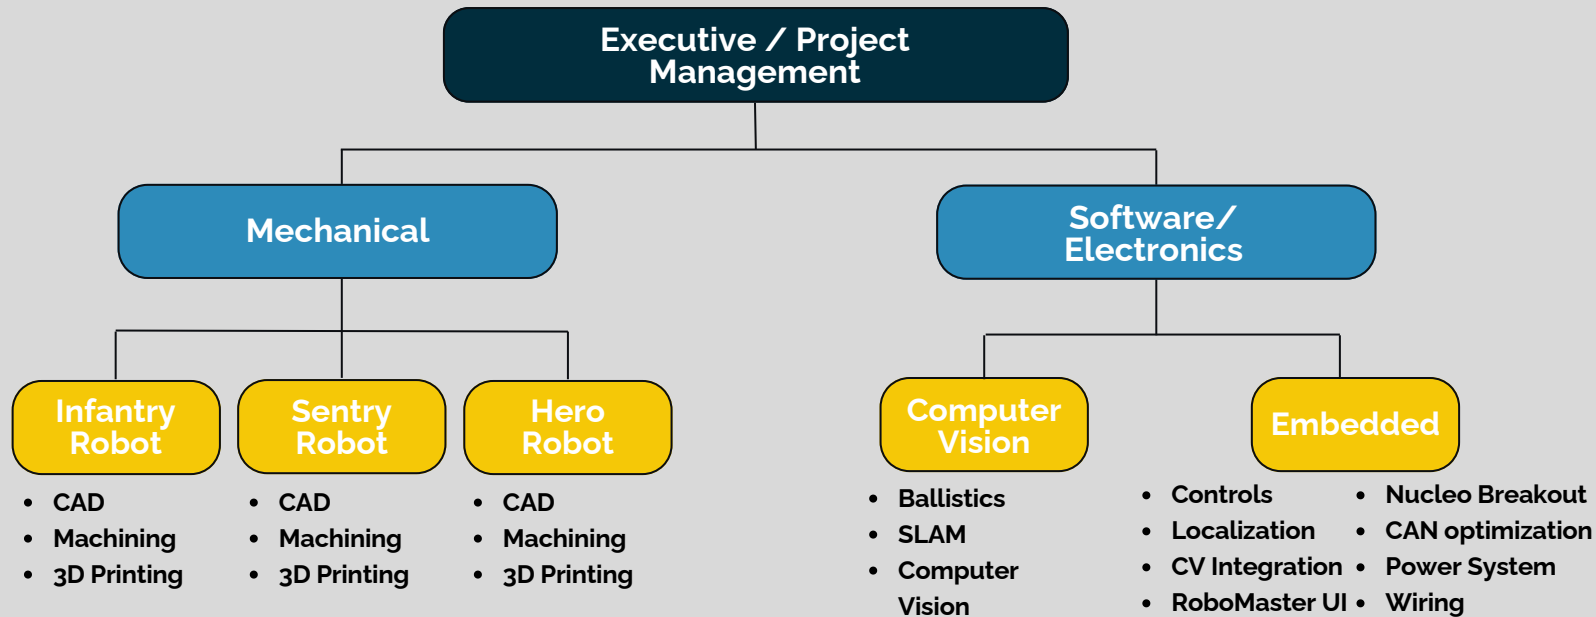 Executive / Project
Management
Mechanical
Software/
Electronics
Infantry
Robot
Sentry
Robot
Hero
Robot
Computer
Vision
Embedded
• CAD
• Machining
• 3D Printing
• CAD
• Machining
• 3D Printing
• CAD
• Machining
• 3D Printing
• Ballistics
• SLAM
• Computer
Vision
• Controls
• Localization
• CV Integration
• RoboMaster UI
• Nucleo Breakout
• CAN optimization
• Power System
• Wiring